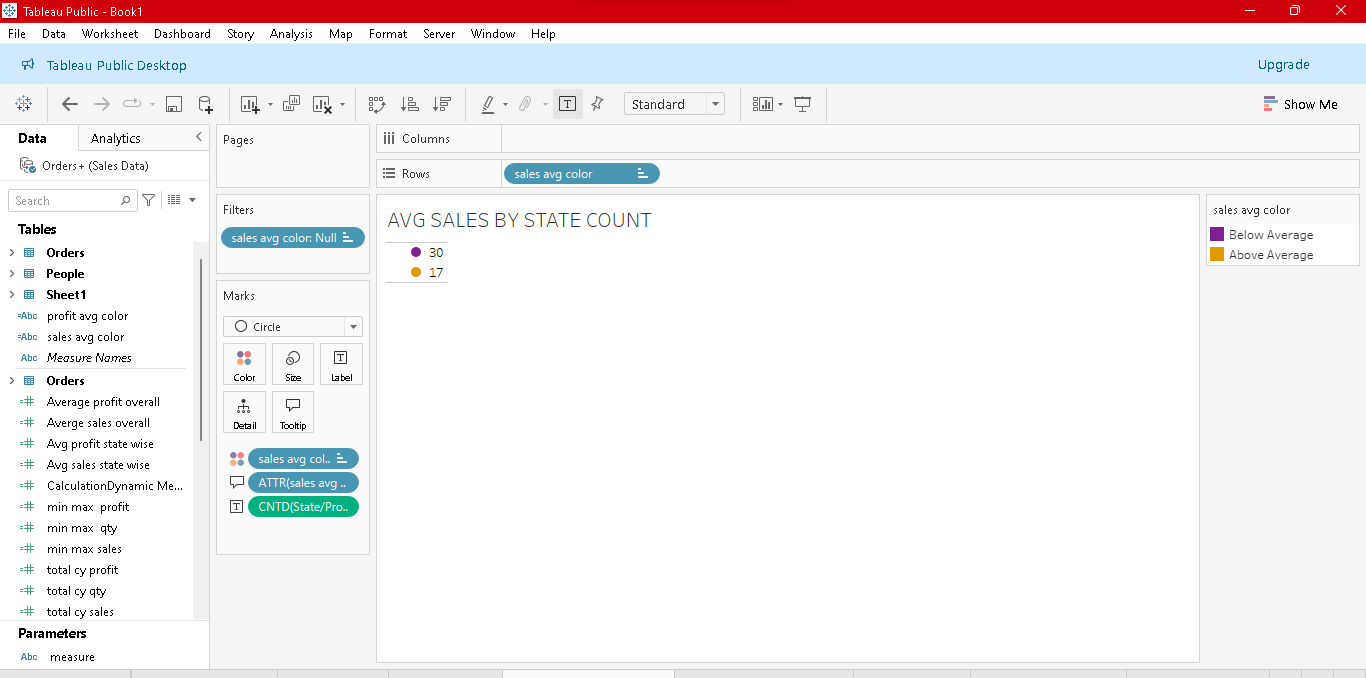 Tableau Public - Book1
File Data Worksheet Dashboard Story Analysis Map Format Server Window Help
Tableau Public Desktop Upgrade
Standard Show Me
Data Analytics
Orders+ (Sales Data)
Search
Tables
Orders
People
Sheet1
=Abc profit avg color
=Abc sales avg color
Abc Measure Names
Orders
=# Average profit overall
=# Averge sales overall
=# Avg profit state wise
=# Avg sales state wise
=# CalculationDynamic Me...
=# min max profit
=# min max qty
=# min max sales
=# total cy profit
=# total cy qty
=# total cy sales
Parameters
Abc measure
Pages
Filters
sales avg color: Null
Marks
Circle
Color Size Label
Detail Tooltip
sales avg col..
ATTR(sales avg ..
CNTD(State/Pro..
Columns
Rows sales avg color
AVG SALES BY STATE COUNT
30
17
sales avg color
Below Average
Above Average